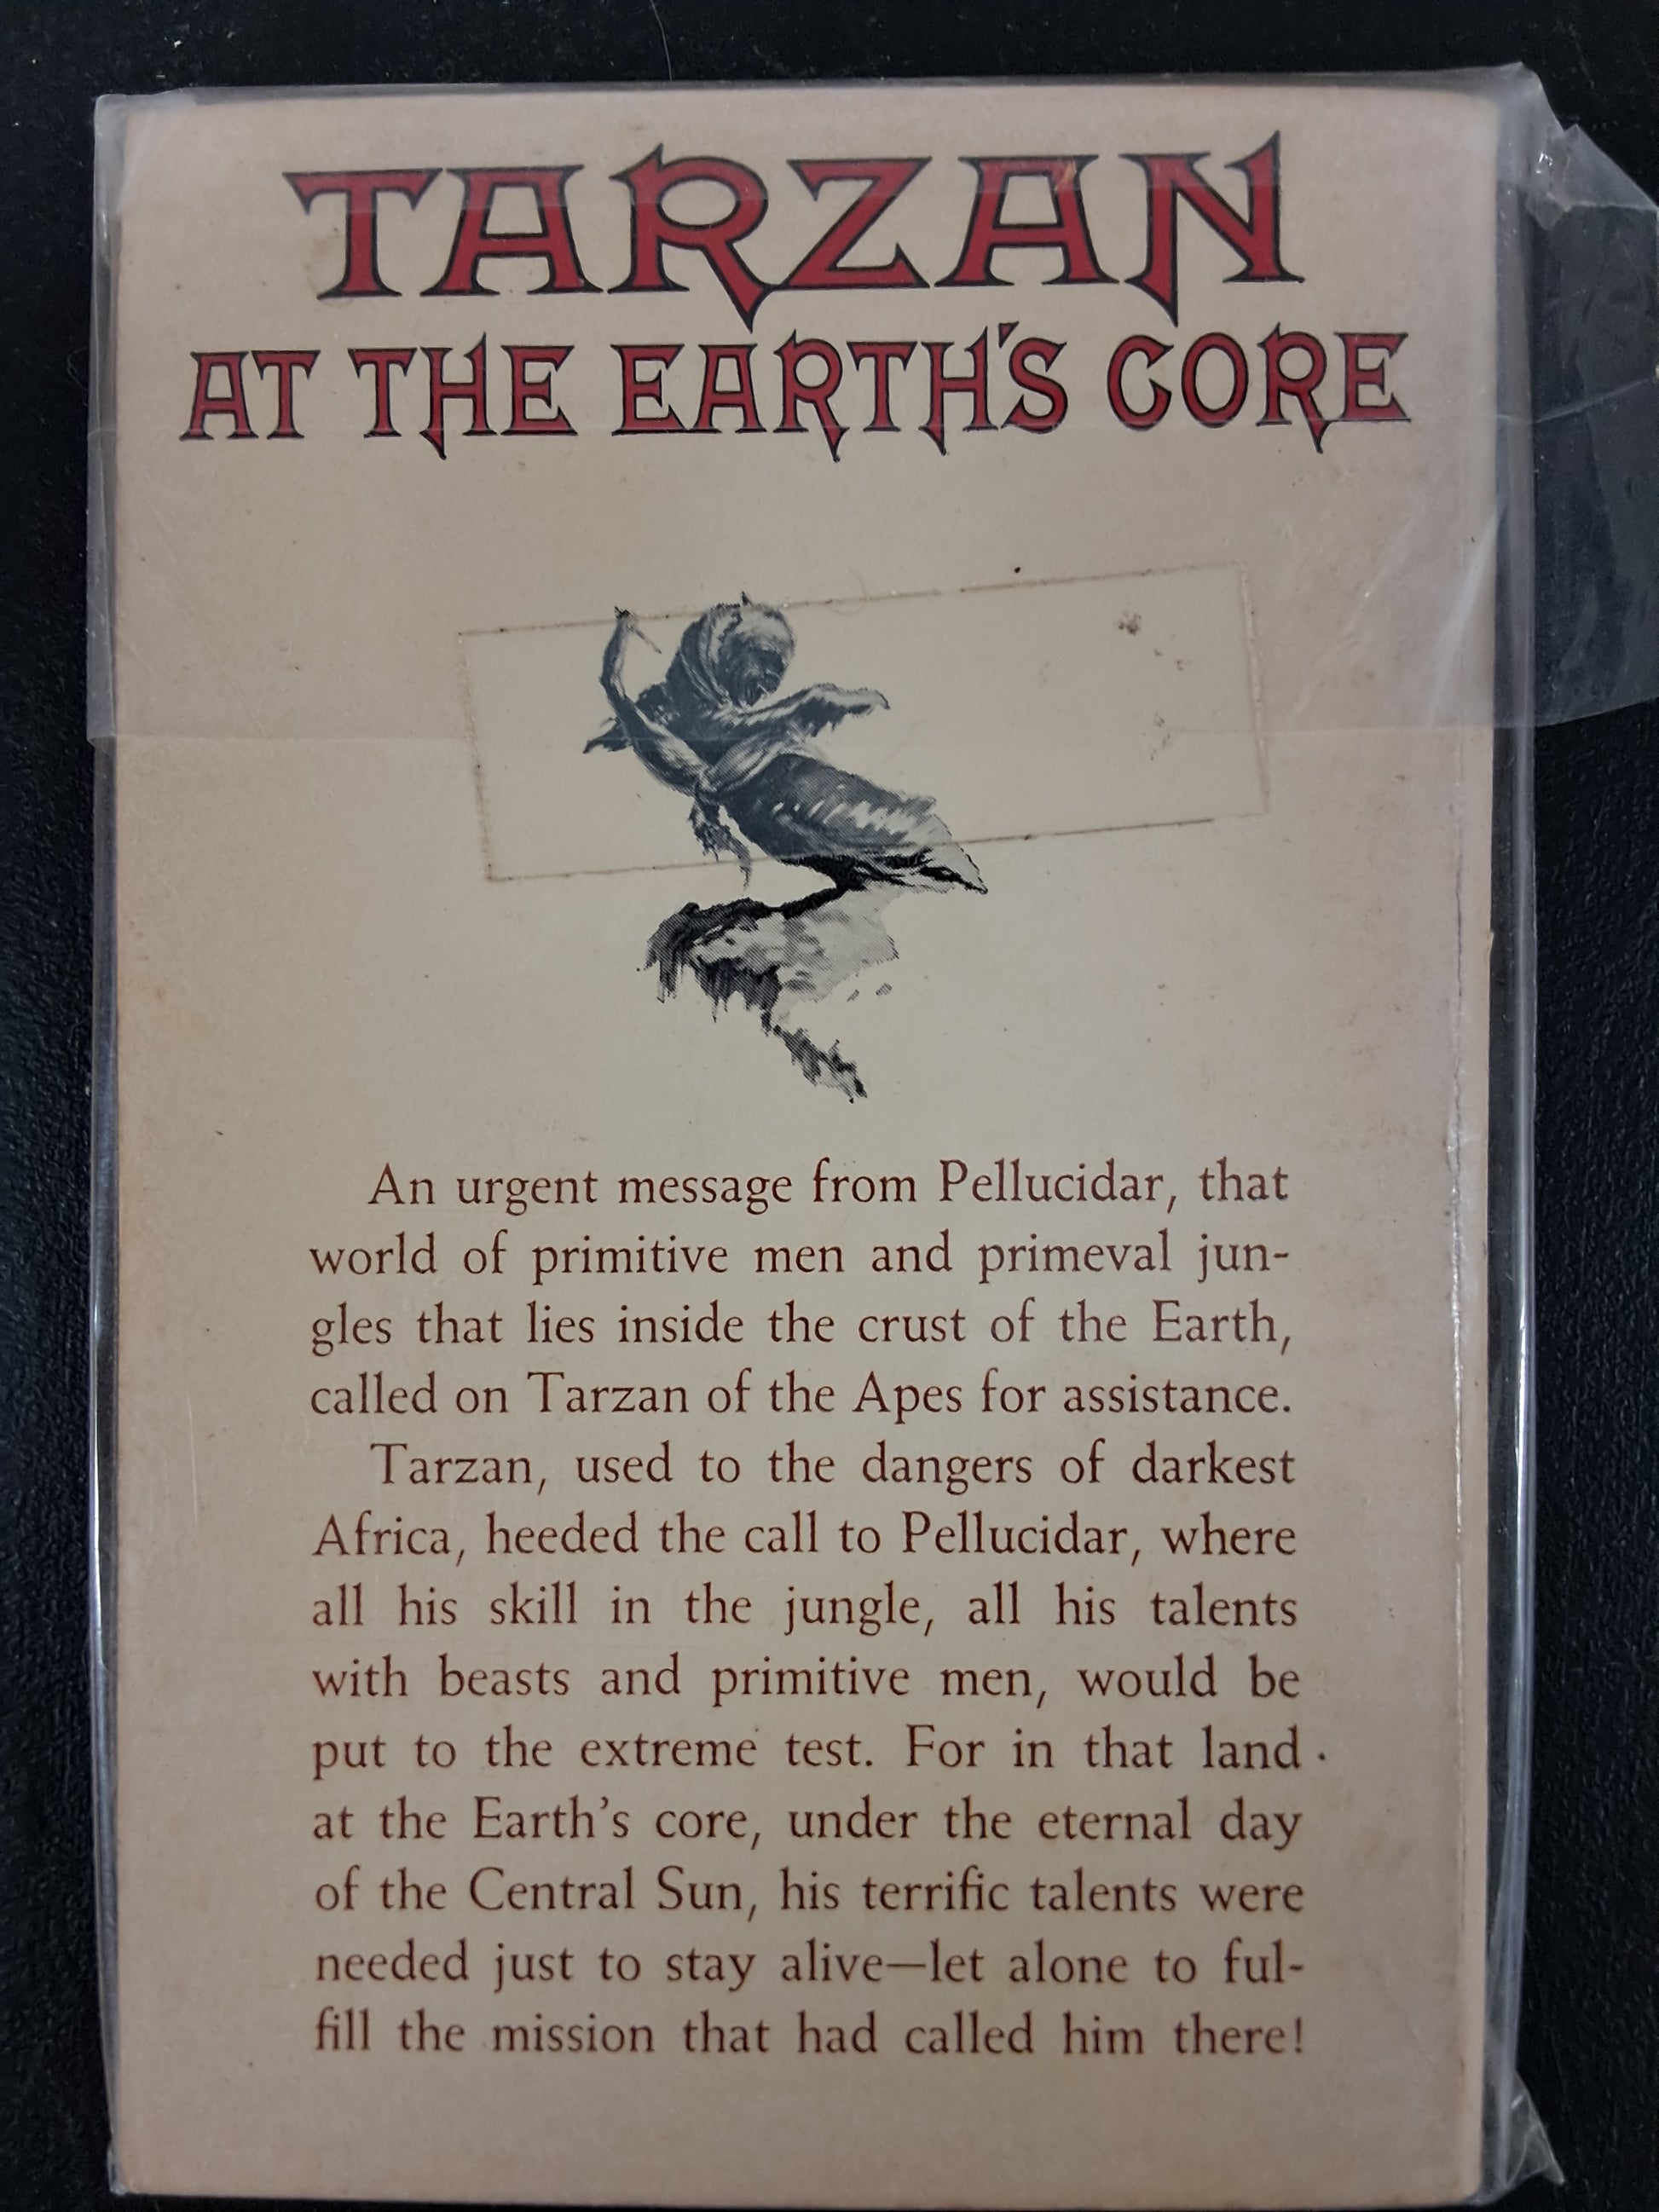 TARZAN
AT THE EARTH'S CORE
An urgent message from Pellucidar, that
world of primitive men and primeval jun-
gles that lies inside the crust of the Earth,
called on Tarzan of the Apes for assistance.
Tarzan, used to the dangers of darkest
Africa, heeded the call to Pellucidar, where
all his skill in the jungle, all his talents
with beasts and primitive men, would be
put to the extreme test. For in that land
at the Earth's core, under the eternal day
of the Central Sun, his terrific talents were
needed just to stay alive—let alone to ful-
fill the mission that had called him there!